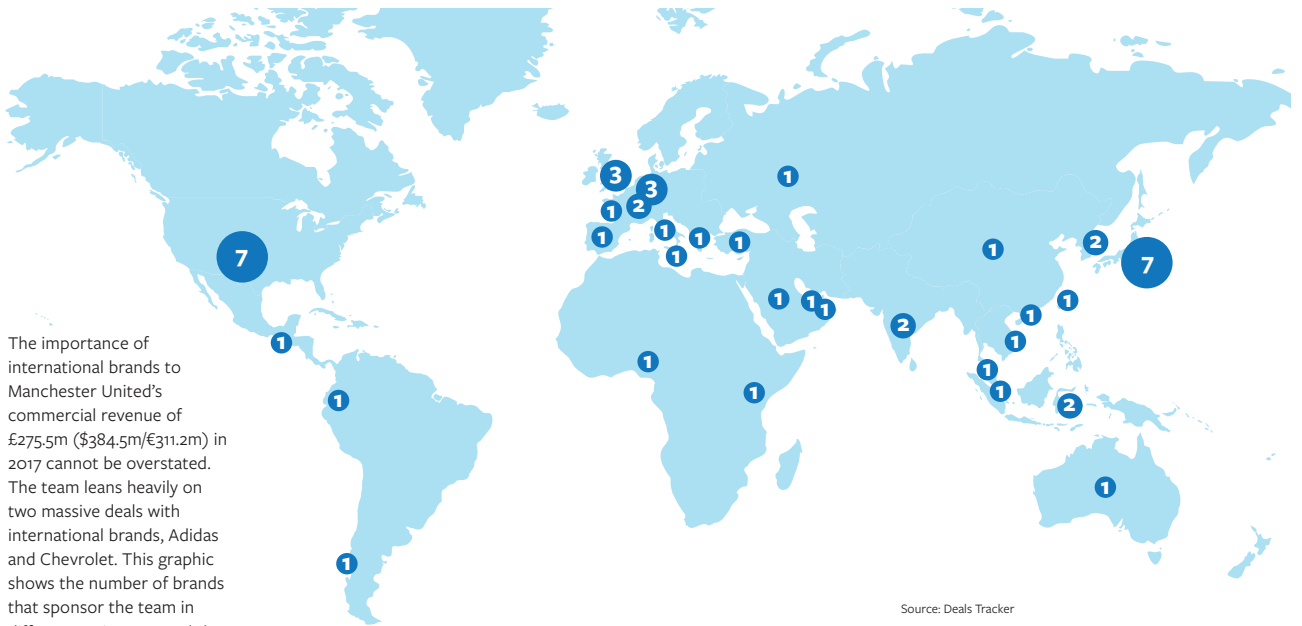 3
3
1
2
1
1
1
1
1
1
1
2
7
7
1
1
1
1
1
2
1
1
1
1
1
1
1
2
1
1
1
The importance of
international brands to
Manchester United’s
commercial revenue of
£275.5m ($384.5m/€311.2m) in
2017 cannot be overstated.
The team leans heavily on
two massive deals with
international brands, Adidas
and Chevrolet. This graphic
shows the number of brands
that sponsor the team in
Source: Deals Tracker